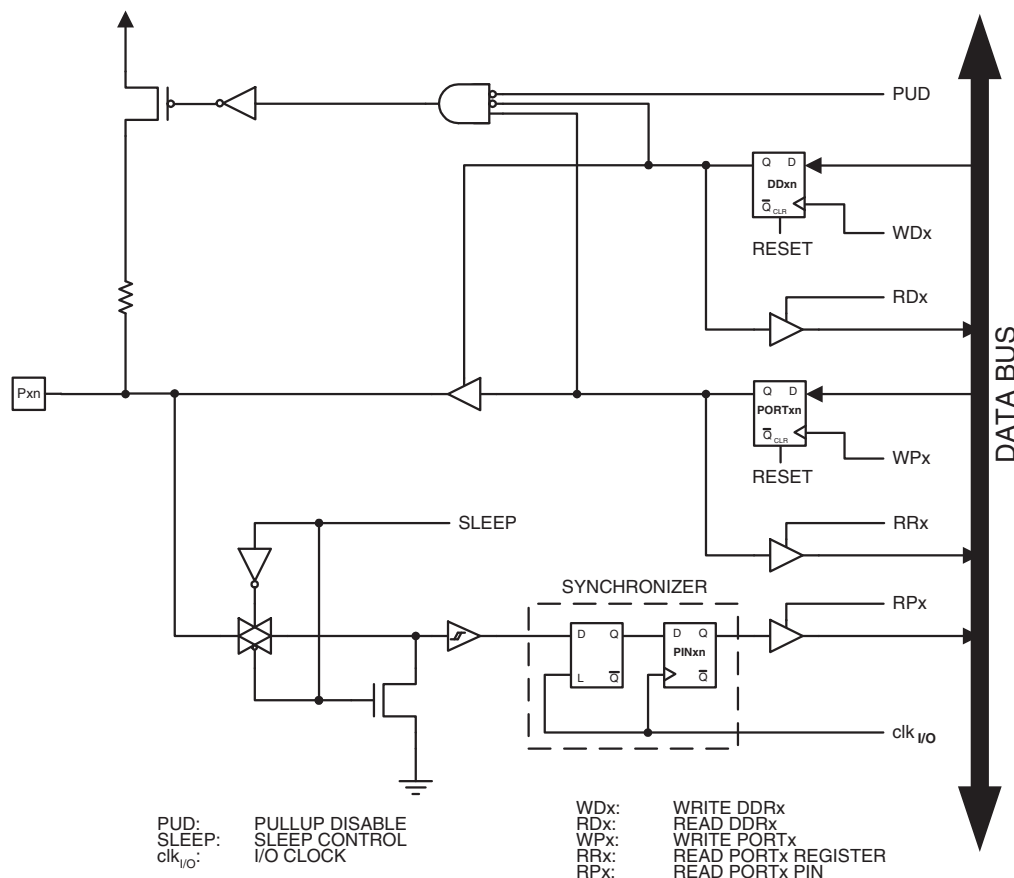 PUD
Q D
DDxn
Q CLR
WDx
RESET
RDx
Pxn
Q D
PORTxn
Q CLR
WPx
RESET
SLEEP
RRx
SYNCHRONIZER
RPx
D Q
L Q
D Q
PINxn
Q
clk I/O
DATA BUS
PUD: PULLUP DISABLE
SLEEP: SLEEP CONTROL
clk I/O: I/O CLOCK
WDx: WRITE DDRx
RDx: READ DDRx
WPx: WRITE PORTx
RRx: READ PORTx REGISTER
RPx: READ PORTx PIN